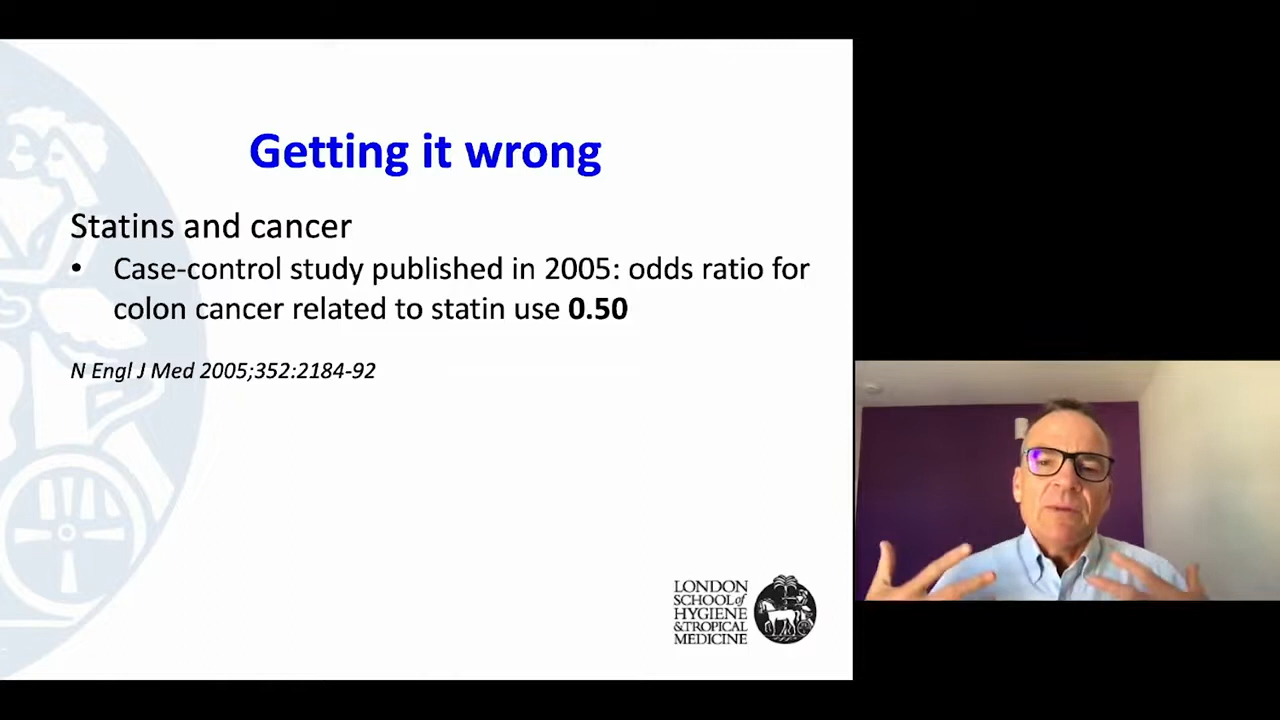 Getting it wrong
Statins and cancer
• Case-control study published in 2005: odds ratio for
colon cancer related to statin use 0.50
N Engl J Med 2005;352:2184-92
LONDON
SCHOOL of
HYGIENE
& TROPICAL
MEDICINE